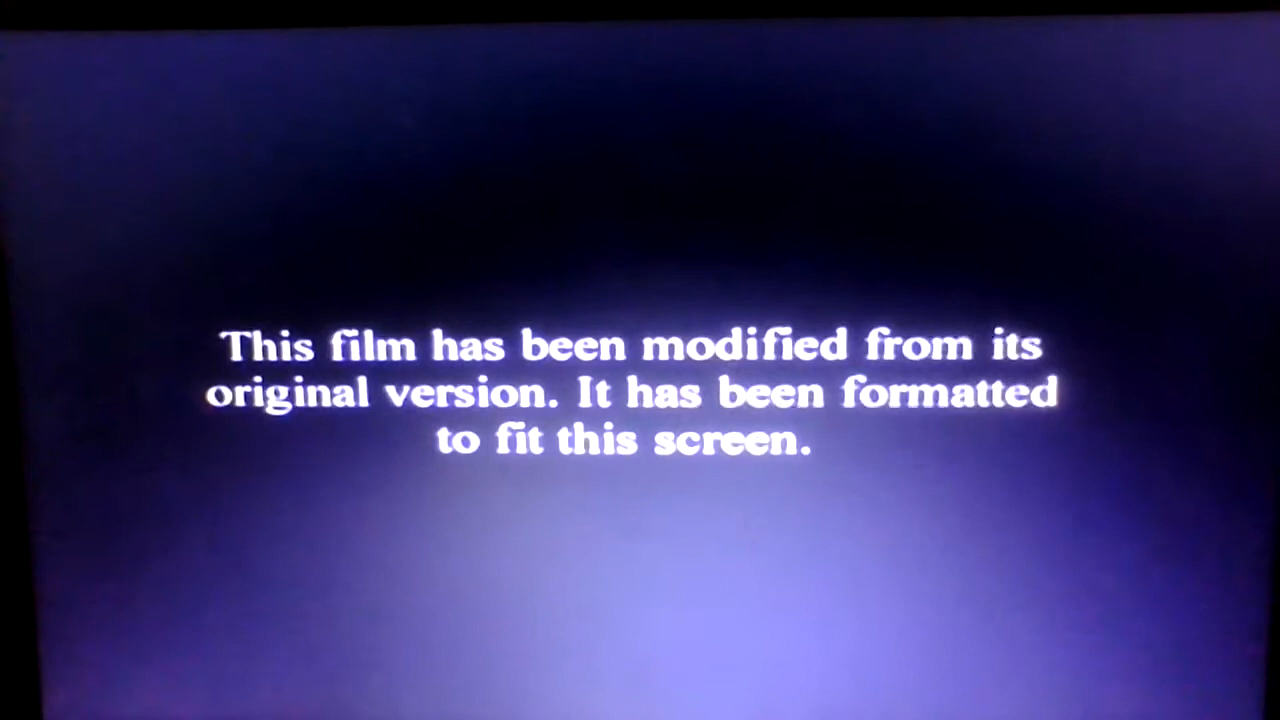 This film has been modified from its
original version. It has been formatted
to fit this screen.